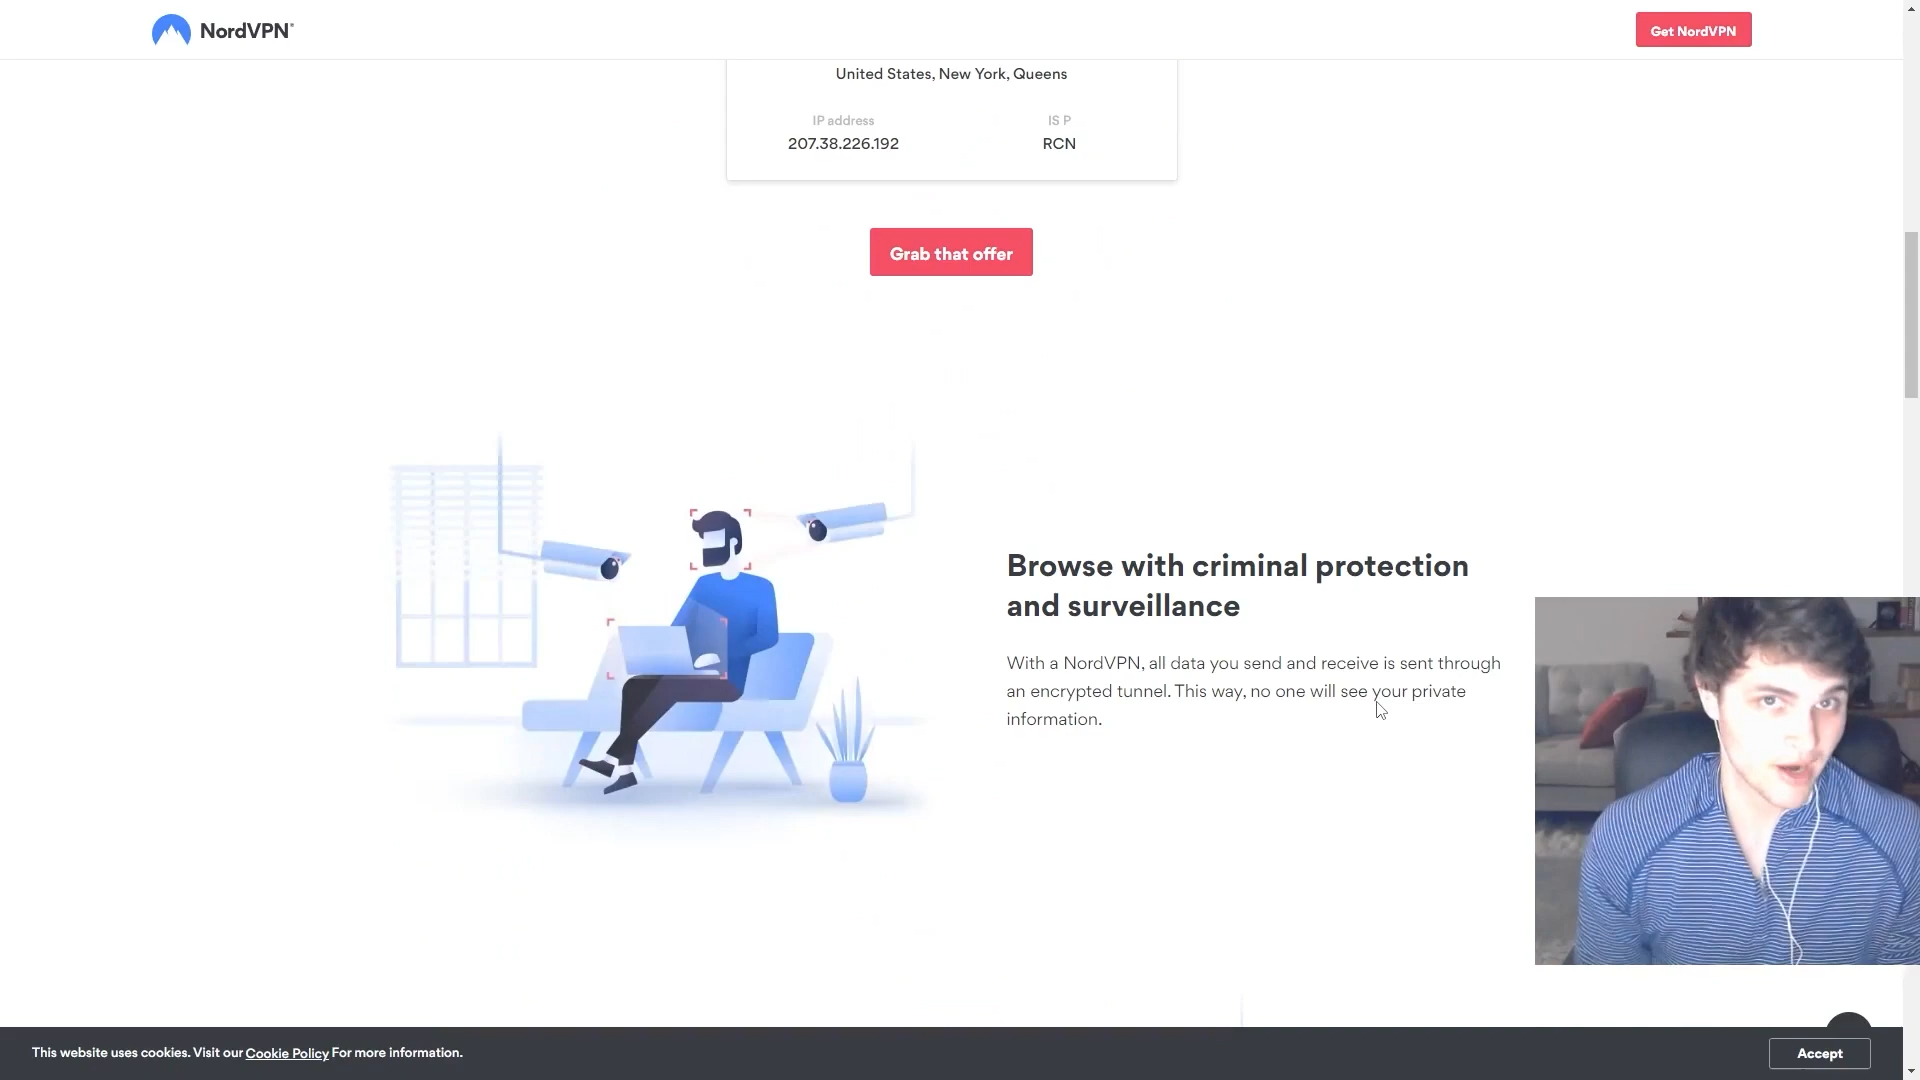 NordVPN®
Get NordVPN
United States, New York, Queens
IP address
IS P
207.38.226.192
RCN
Grab that offer
Browse with criminal protection
and surveillance
With a NordVPN, all data you send and receive is sent through
an encrypted tunnel. This way, no one will see your private
information.
This website uses cookies. Visit our Cookie Policy For more information.
Accept